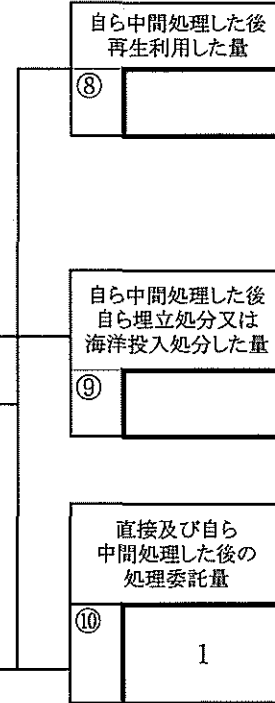 自ら中間処理した後
再生利用した量
⑧
自ら中間処理した後
自ら埋立処分又は
海洋投入処分した量
⑨
直接及び自ら
中間処理した後の
処理委託量
⑩
1